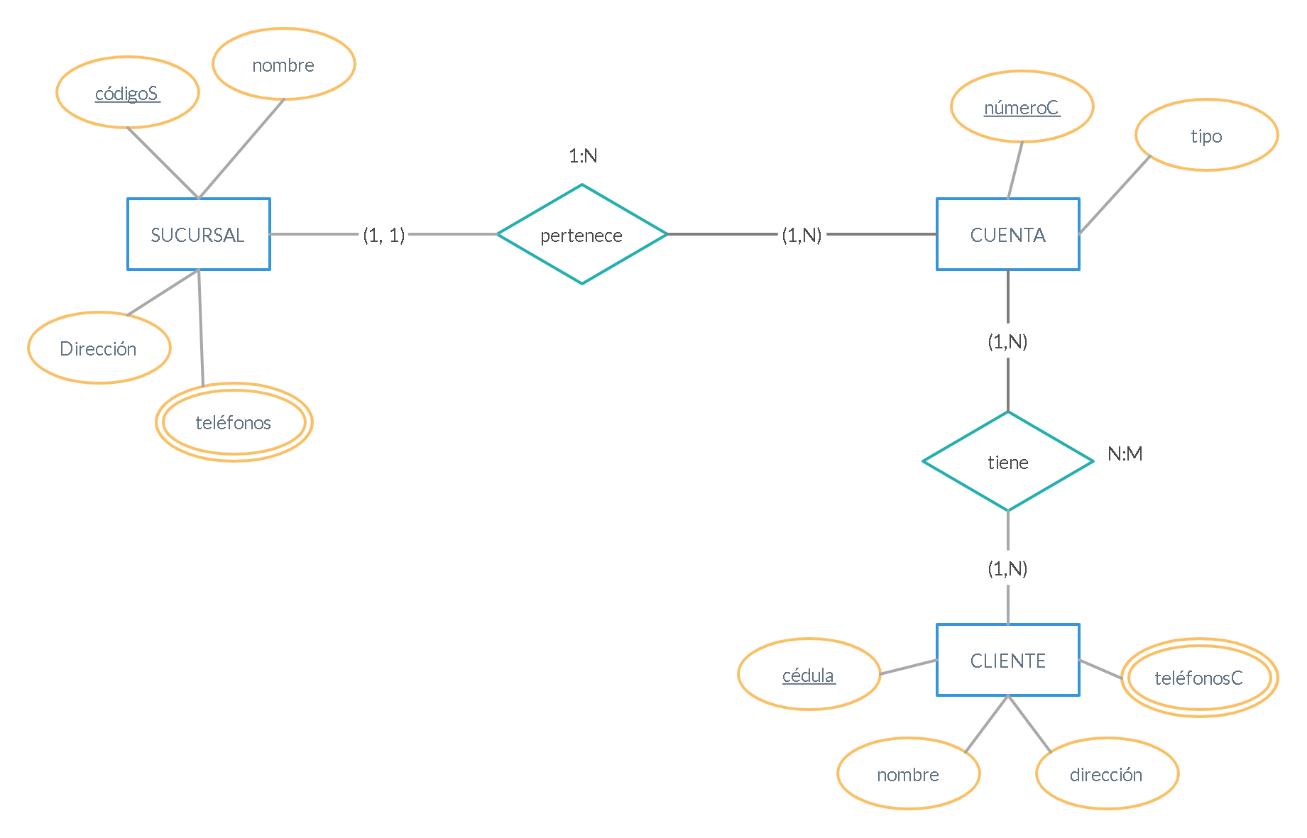 nombre
códigoS
númeroC
tipo
1:N
SUCURSAL
(1, 1)
pertenece
(1,N)
CUENTA
(1,N)
Dirección
teléfonos
tiene
N:M
(1,N)
CLIENTE
cédula
teléfonosC
nombre
dirección